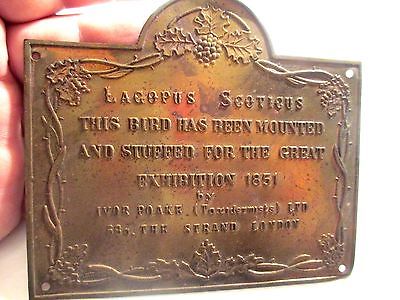 LAGOPUS SCOTICUS
THIS BIRD HAS BEEN MOUNTED
AND STUFFED FOR THE GREAT
EXHIBITION 1851
by
IVOR ROAKE (Taxidermists) LTD
THE STRAND LONDON